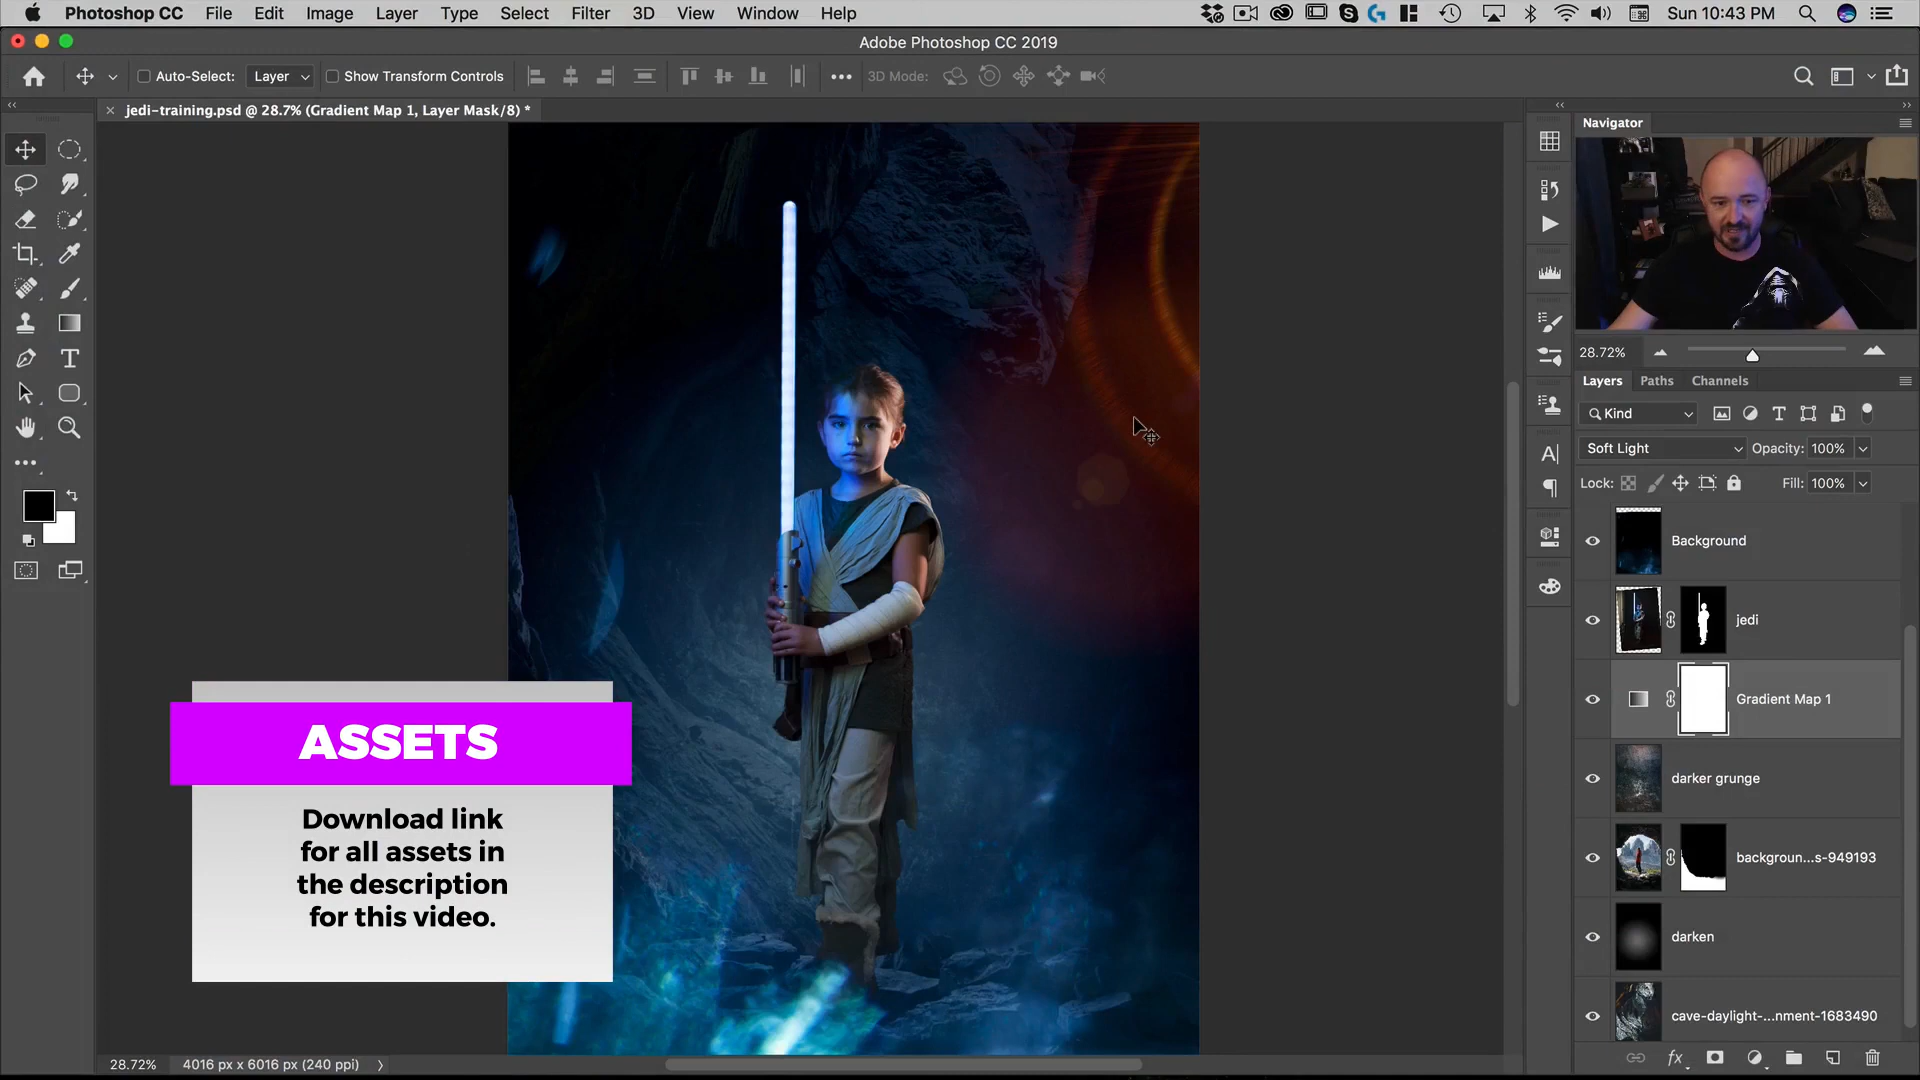 Photoshop CC File Edit Image Layer Type Select Filter 3D View Window Help Sun 10:43 PM
Adobe Photoshop CC 2019
Auto-Select: Layer Show Transform Controls 3D Mode:
jedi-training.psd @ 28.7% (Gradient Map 1, Layer Mask/8) *
Navigator
28.72%
Layers Paths Channels
Kind
Soft Light Opacity: 100%
Lock: Fill: 100%
Background
jedi
Gradient Map 1
darker grunge
backgroun...s-949193
darken
cave-daylight-...nment-1683490
ASSETS
Download link
for all assets in
the description
for this video.
28.72% 4016 px x 6016 px (240 ppi)